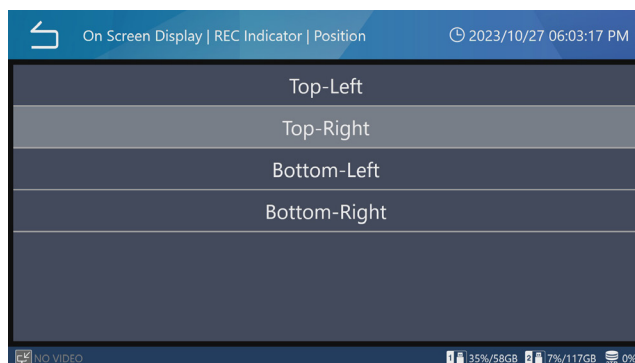 On Screen Display | REC Indicator | Position 2023/10/27 06:03:17 PM
Top-Left
Top-Right
Bottom-Left
Bottom-Right
NO VIDEO 1 35%/58GB 2 7%/117GB 0%